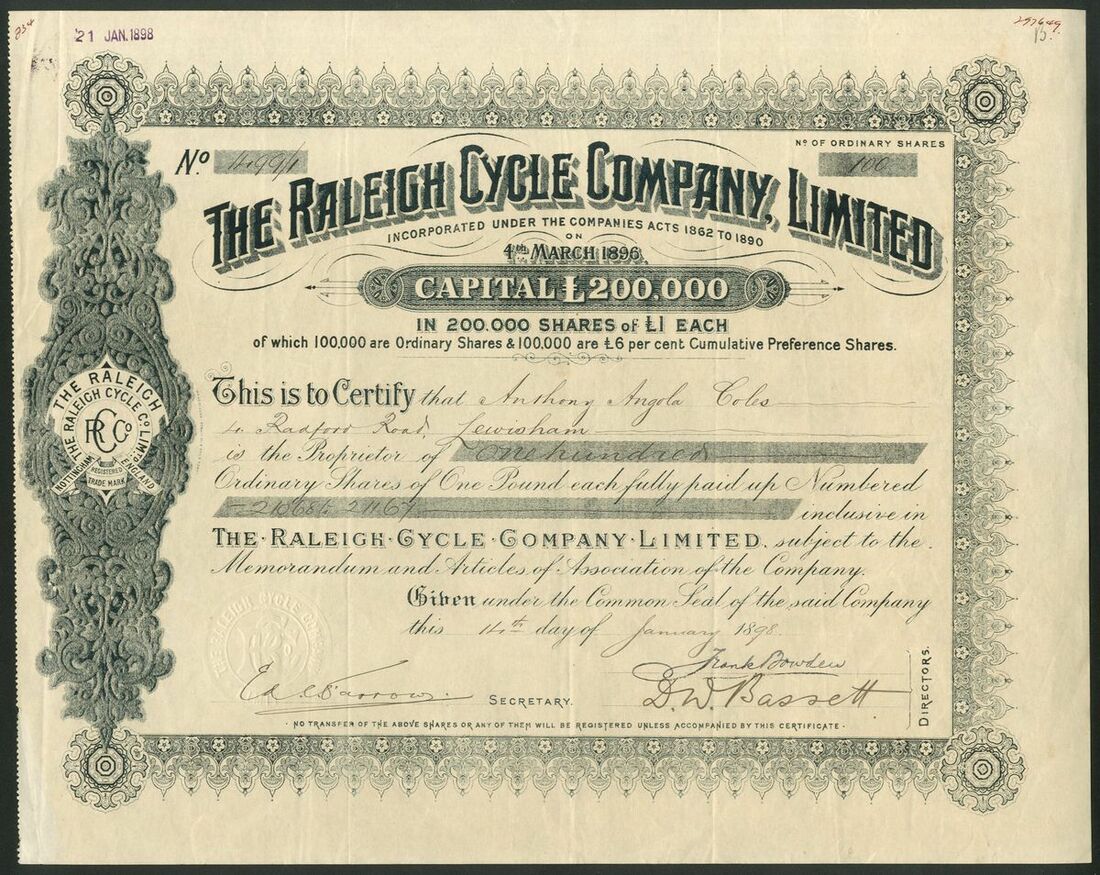 21 JAN. 1898
Nº
Nº OF ORDINARY SHARES
100
THE RALEIGH CYCLE COMPANY, LIMITED
INCORPORATED UNDER THE COMPANIES ACTS 1862 TO 1890
ON
4th MARCH 1896.
CAPITAL £200.000
IN 200.000 SHARES of £1 EACH
of which 100,000 are Ordinary Shares & 100.000 are £6 per cent Cumulative Preference Shares.
This is to Certify that Anthony Angola Coles
Radford Road, Lewisham
is the Proprietor of One hundred
Ordinary Shares of One Pound each fully paid up Numbered
inclusive in
THE · RALEIGH · CYCLE · COMPANY · LIMITED. subject to the
Memorandum and Articles of Association of the Company.
Given under the Common Seal of the said Company
this 14th day of January 1898.
THE RALEIGH
THE RALEIGH CYCLE Co LIMTD
RCCo
REGISTERED
TRADE MARK
NOTTINGHAM ENGLAND
THE RALEIGH CYCLE COMPANY
Frank Bowden
D. W. Bassett
SECRETARY.
DIRECTORS.
· NO TRANSFER OF THE ABOVE SHARES OR ANY OF THEM WILL BE REGISTERED UNLESS ACCOMPANIED BY THIS CERTIFICATE ·